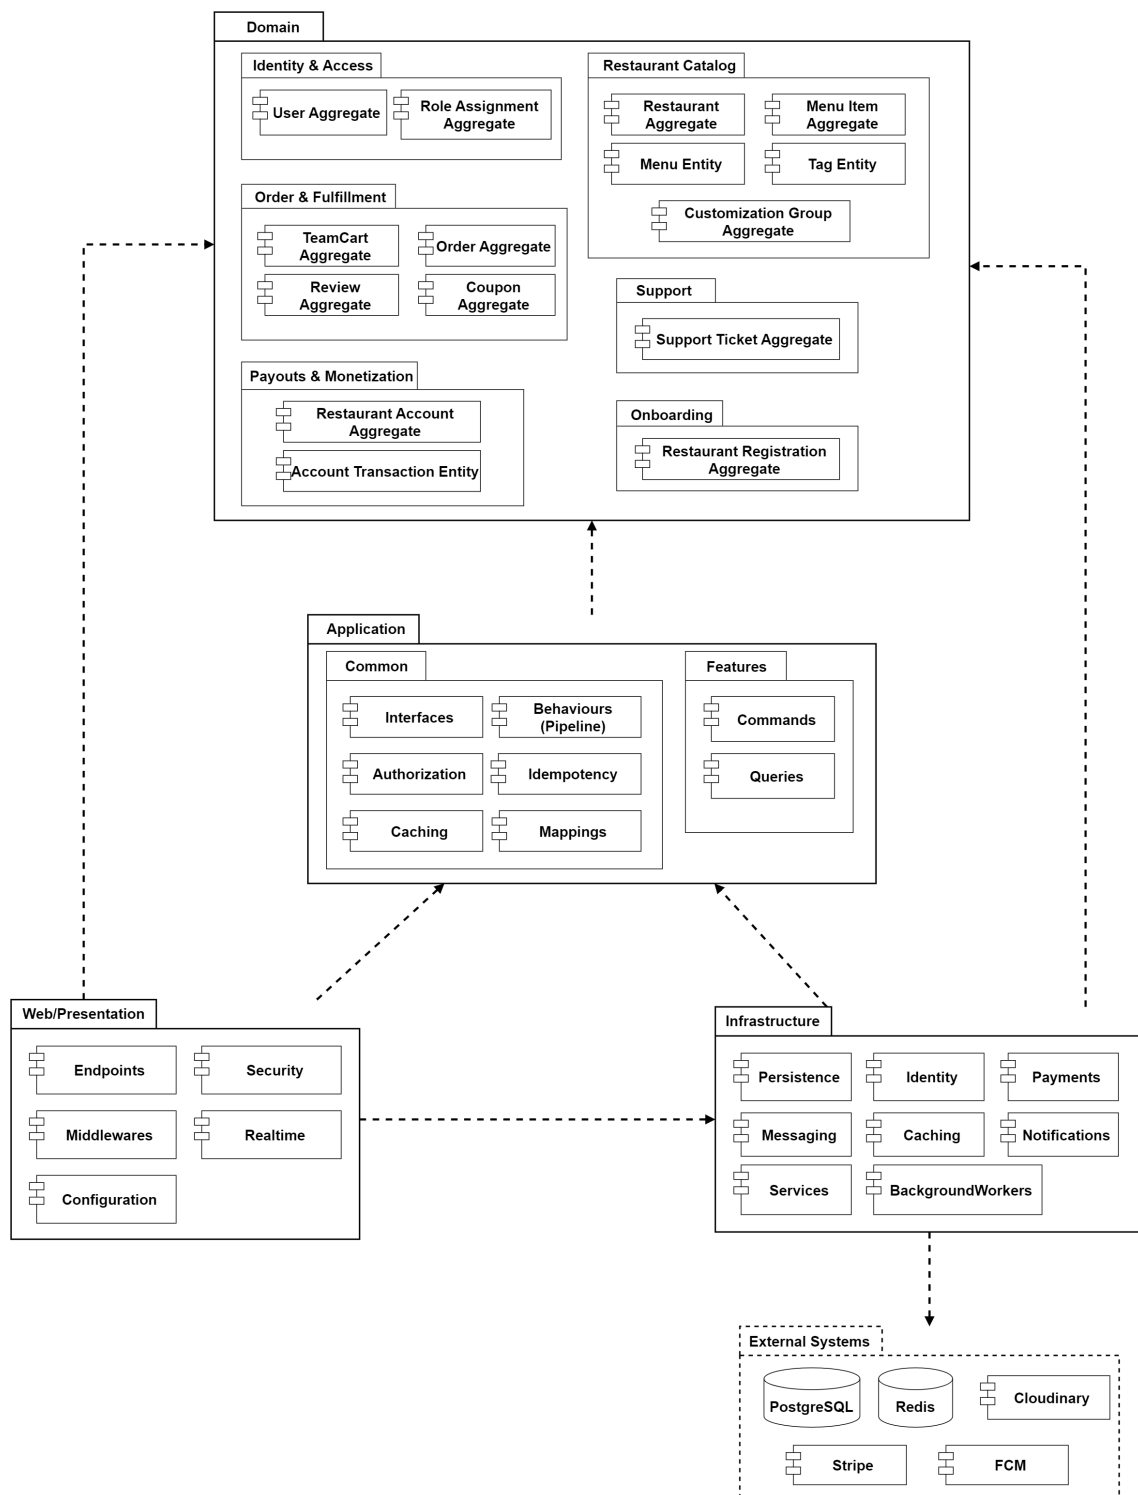 Domain
Identity & Access
User Aggregate
Role Assignment
Aggregate
Restaurant Catalog
Restaurant
Aggregate
Menu Item
Aggregate
Menu Entity
Tag Entity
Customization Group
Aggregate
Order & Fulfillment
TeamCart
Aggregate
Order Aggregate
Review
Aggregate
Coupon
Aggregate
Support
Support Ticket Aggregate
Payouts & Monetization
Restaurant Account
Aggregate
Account Transaction Entity
Onboarding
Restaurant Registration
Aggregate
Application
Common
Interfaces
Behaviours
(Pipeline)
Authorization
Idempotency
Caching
Mappings
Features
Commands
Queries
Web/Presentation
Endpoints
Security
Middlewares
Realtime
Configuration
Infrastructure
Persistence
Identity
Payments
Messaging
Caching
Notifications
Services
BackgroundWorkers
External Systems
PostgreSQL
Redis
Cloudinary
Stripe
FCM